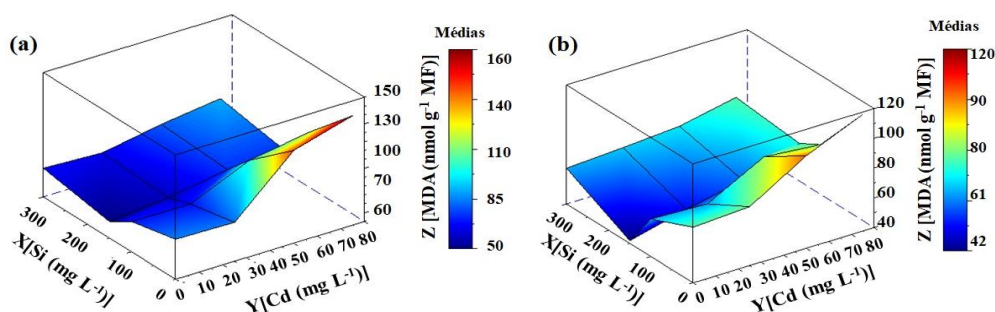 (a)
Médias
160
140
110
85
50
Z [MDA (nmol g-1 MF)]
150
130
100
70
60
300
200
100
0
X[Si (mg L-1)]
0 10 20 30 40 50 60 70 80
Y[Cd (mg L-1)]
(b)
Médias
120
90
80
61
42
Z [MDA (nmol g-1 MF)]
120
100
80
60
40
300
200
100
0
X[Si (mg L-1)]
0 10 20 30 40 50 60 70 80
Y[Cd (mg L-1)]